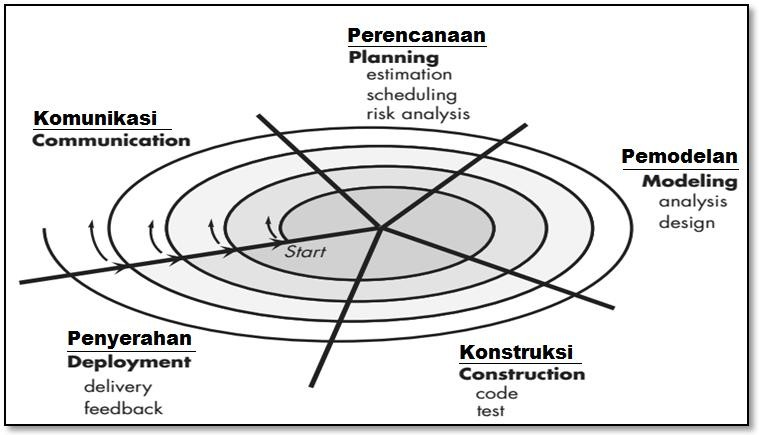 Perencanaan
Planning
estimation
scheduling
risk analysis
Komunikasi
Communication
Pemodelan
Modeling
analysis
design
Start
Penyerahan
Deployment
delivery
feedback
Konstruksi
Construction
code
test